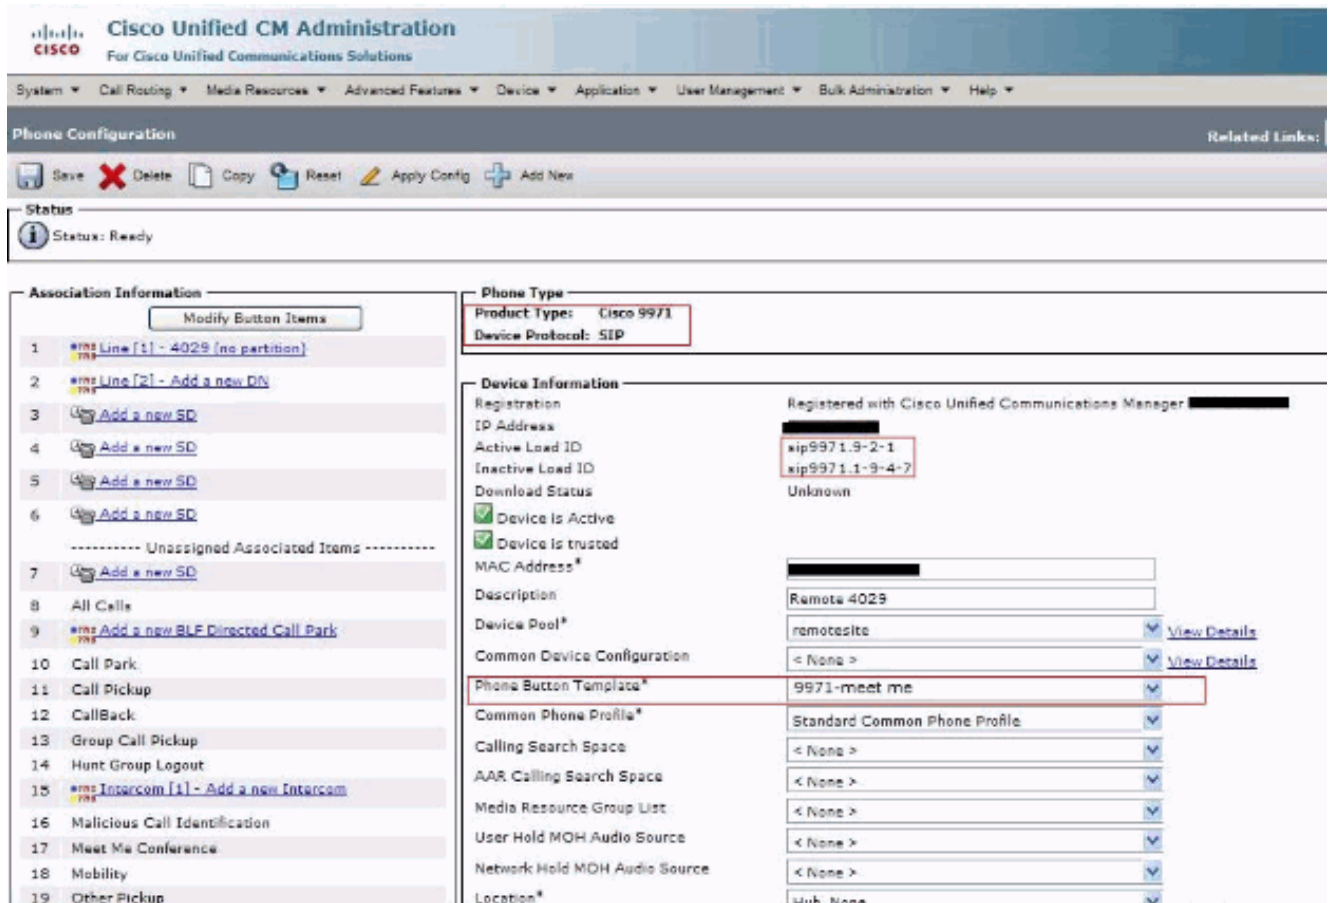 Cisco Unified CM Administration
CISCO
For Cisco Unified Communications Solutions
System Call Routing Media Resources Advanced Features Device Application User Management Bulk Administration Help
Phone Configuration
Related Links:
Save Delete Copy Reset Apply Config Add New
Status
Status: Ready
Association Information
Modify Button Items
1 Line [1] - 4029 (no partition)
2 Line [2] - Add a new DN
3 Add a new SD
4 Add a new SD
5 Add a new SD
6 Add a new SD
---------- Unassigned Associated Items ----------
7 Add a new SD
8 All Calls
9 Add a new BLF Directed Call Park
10 Call Park
11 Call Pickup
12 CallBack
13 Group Call Pickup
14 Hunt Group Logout
15 Intercom [1] - Add a new Intercom
16 Malicious Call Identification
17 Meet Me Conference
18 Mobility
19 Other Pickup
Phone Type
Product Type: Cisco 9971
Device Protocol: SIP
Device Information
Registration Registered with Cisco Unified Communications Manager
IP Address
Active Load ID sip9971.9-2-1
Inactive Load ID sip9971.1-9-4-7
Download Status Unknown
Device is Active
Device is trusted
MAC Address*
Description Remote 4029
Device Pool* remotesite View Details
Common Device Configuration < None > View Details
Phone Button Template* 9971-meet me
Common Phone Profile* Standard Common Phone Profile
Calling Search Space < None >
AAR Calling Search Space < None >
Media Resource Group List < None >
User Hold MOH Audio Source < None >
Network Hold MOH Audio Source < None >
Location* Hub_None